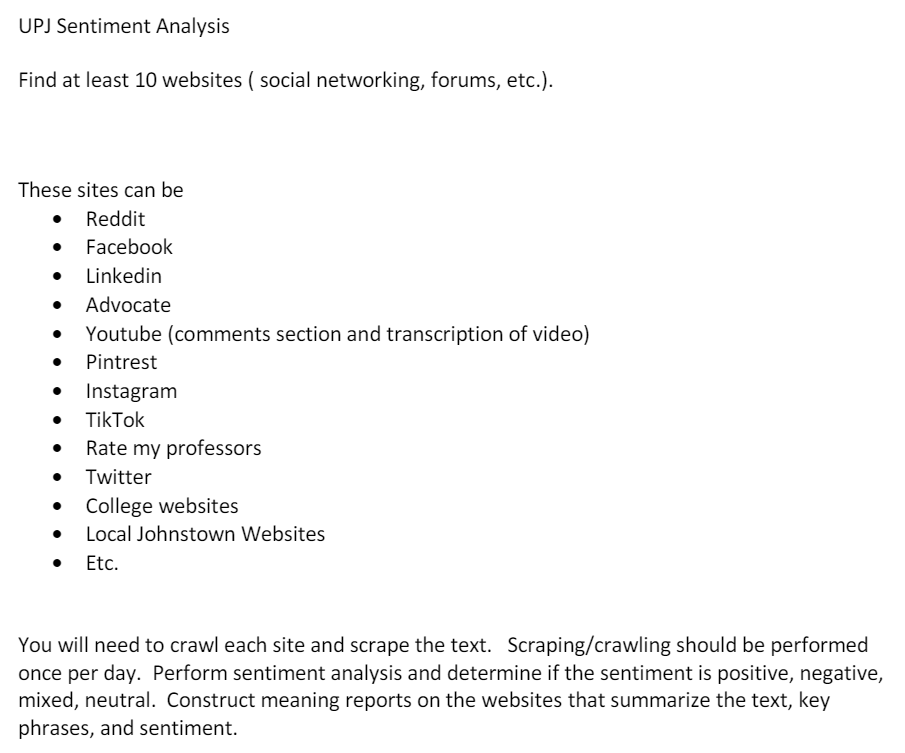 UPJ Sentiment Analysis
Find at least 10 websites ( social networking, forums, etc.).
These sites can be
• Reddit
• Facebook
• Linkedin
• Advocate
• Youtube (comments section and transcription of video)
• Pintrest
• Instagram
• TikTok
• Rate my professors
• Twitter
• College websites
• Local Johnstown Websites
• Etc.
You will need to crawl each site and scrape the text.   Scraping/crawling should be performed
once per day.  Perform sentiment analysis and determine if the sentiment is positive, negative,
mixed, neutral.  Construct meaning reports on the websites that summarize the text, key
phrases, and sentiment.